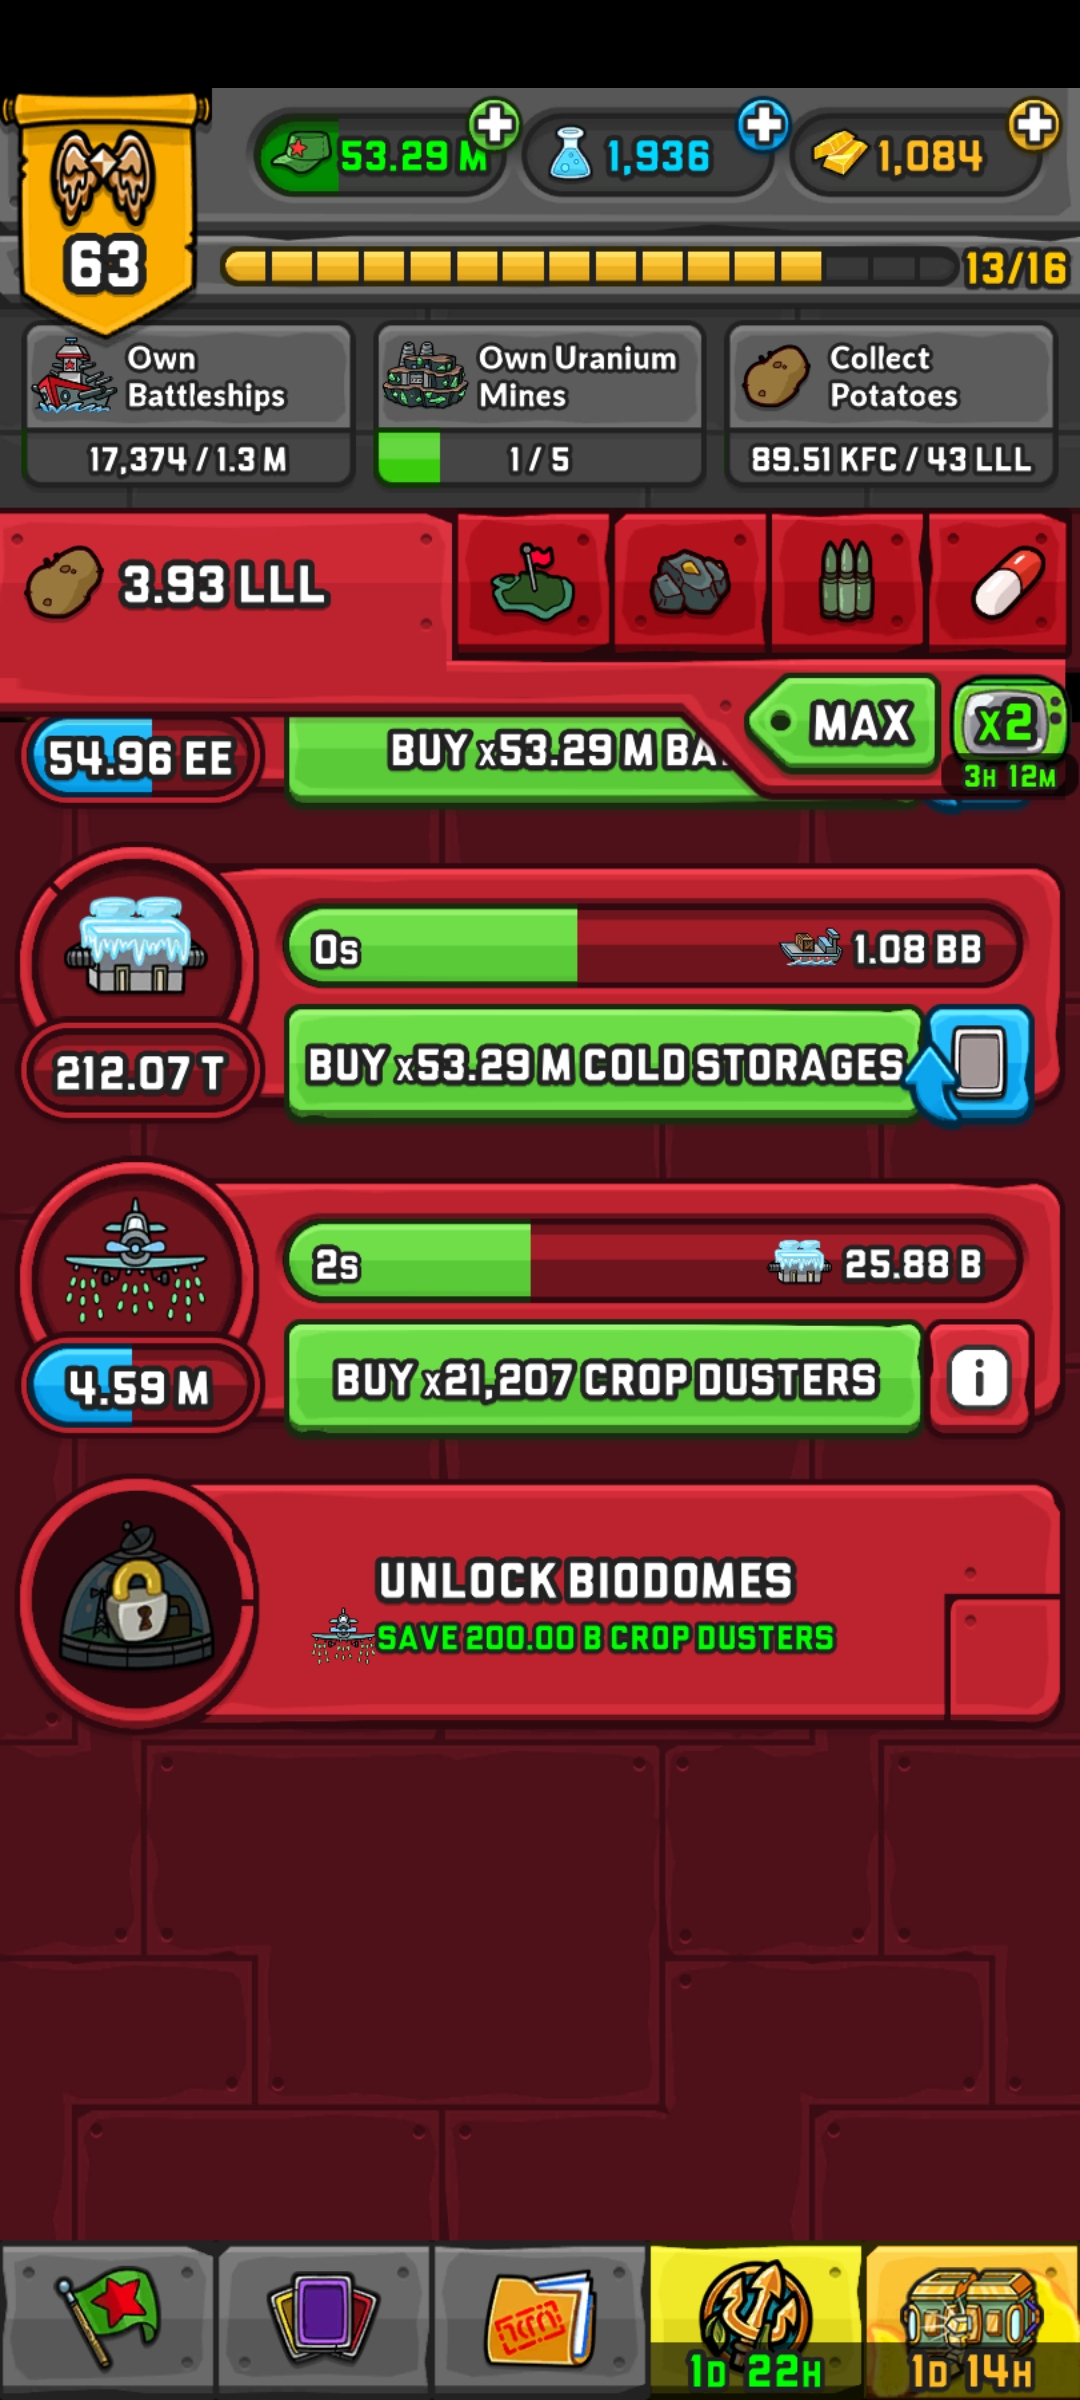 63
53.29 M
1,936
1,084
13/16
Own
Battleships
17,374 / 1.3 M
Own Uranium
Mines
1 / 5
Collect
Potatoes
89.51 KFC / 43 LLL
3.93 LLL
MAX
x2
3H 12M
54.96 EE
BUY x53.29 M BA
0s
1.08 BB
212.07 T
BUY x53.29 M COLD STORAGES
2s
25.88 B
4.59 M
BUY x21,207 CROP DUSTERS
i
UNLOCK BIODOMES
SAVE 200.00 B CROP DUSTERS
1D 22H
1D 14H